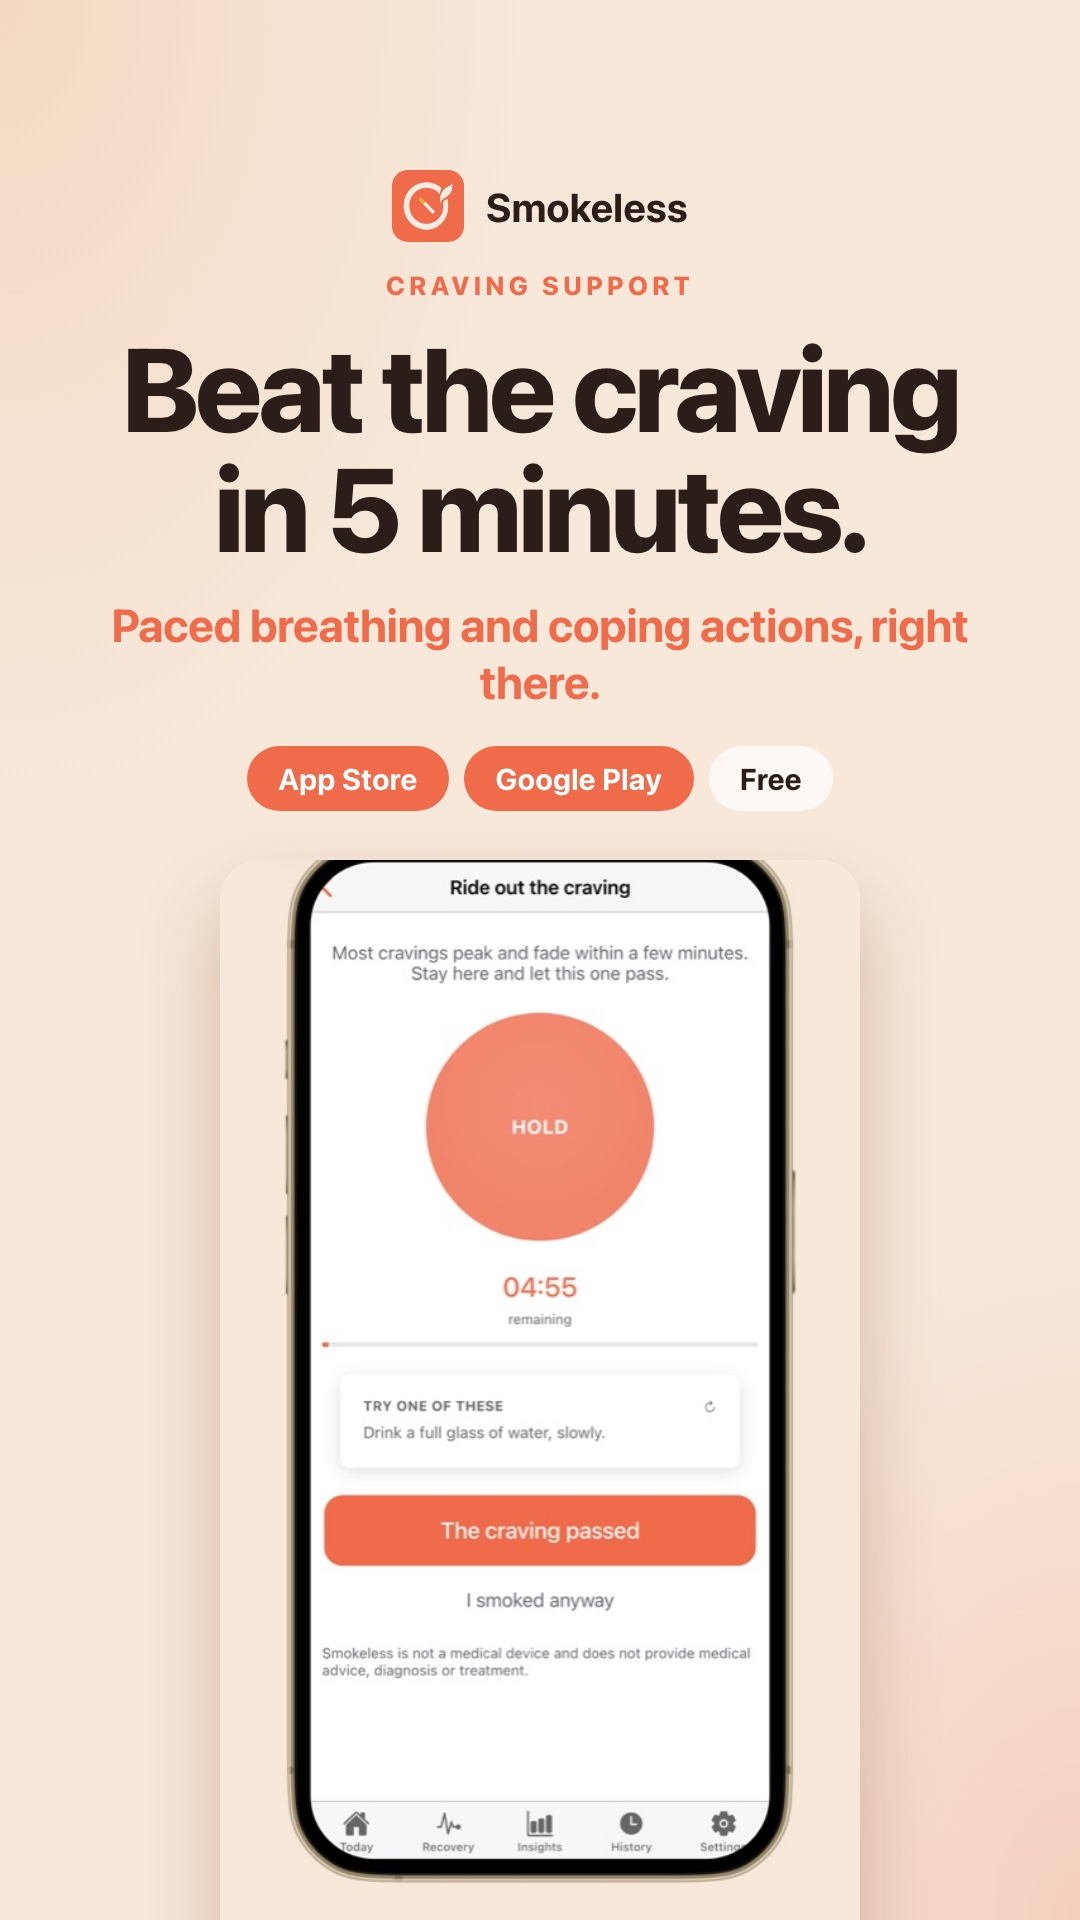 Smokeless
CRAVING SUPPORT
Beat the craving
in 5 minutes.
Paced breathing and coping actions, right
there.
App Store
Google Play
Free
Ride out the craving
Most cravings peak and fade within a few minutes.
Stay here and let this one pass.
HOLD
04:55
remaining
TRY ONE OF THESE
Drink a full glass of water, slowly.
The craving passed
I smoked anyway
Smokeless is not a medical device and does not provide medical
advice, diagnosis or treatment.
Today
Recovery
Insights
History
Settings